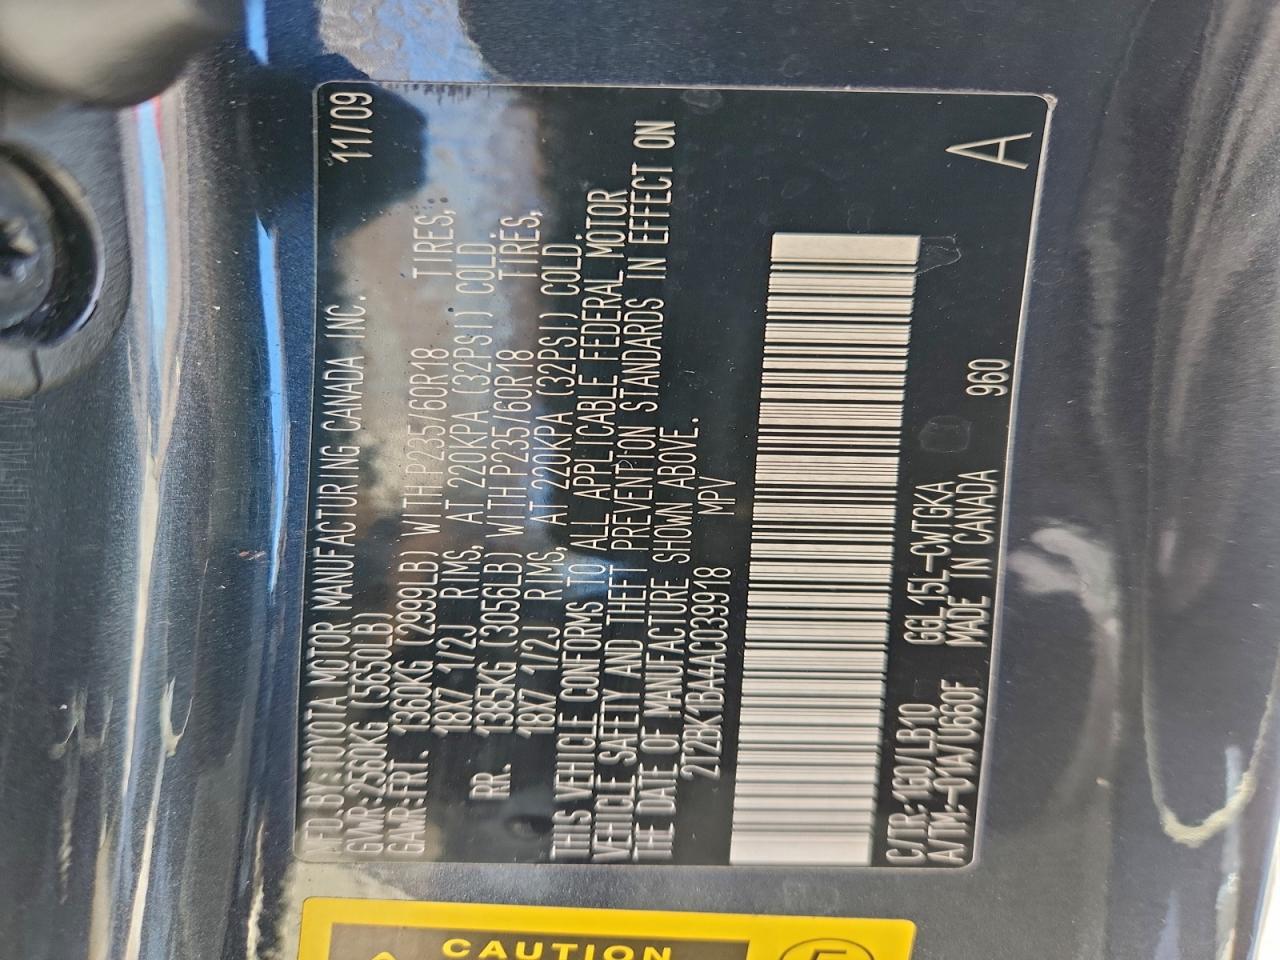 MFD.BY:TOYOTA MOTOR MANUFACTURING CANADA INC. 11/09
GVWR:2560KG (5650LB)
GAWR:FRT. 1360KG (2999LB) WITH P235/60R18 TIRES,
18X7 1/2J RIMS, AT 220KPA (32PSI) COLD.
RR. 1385KG (3056LB) WITH P235/60R18 TIRES,
18X7 1/2J RIMS, AT 220KPA (32PSI) COLD.
THIS VEHICLE CONFORMS TO ALL APPLICABLE FEDERAL MOTOR
VEHICLE SAFETY AND THEFT PREVENTION STANDARDS IN EFFECT ON
THE DATE OF MANUFACTURE SHOWN ABOVE.
2T2BK1BA4AC039918 MPV
C/TR:1G0/LB10 GGL15L-CWTGKA
A/TM:-01A/U660F MADE IN CANADA 960 A
CAUTION